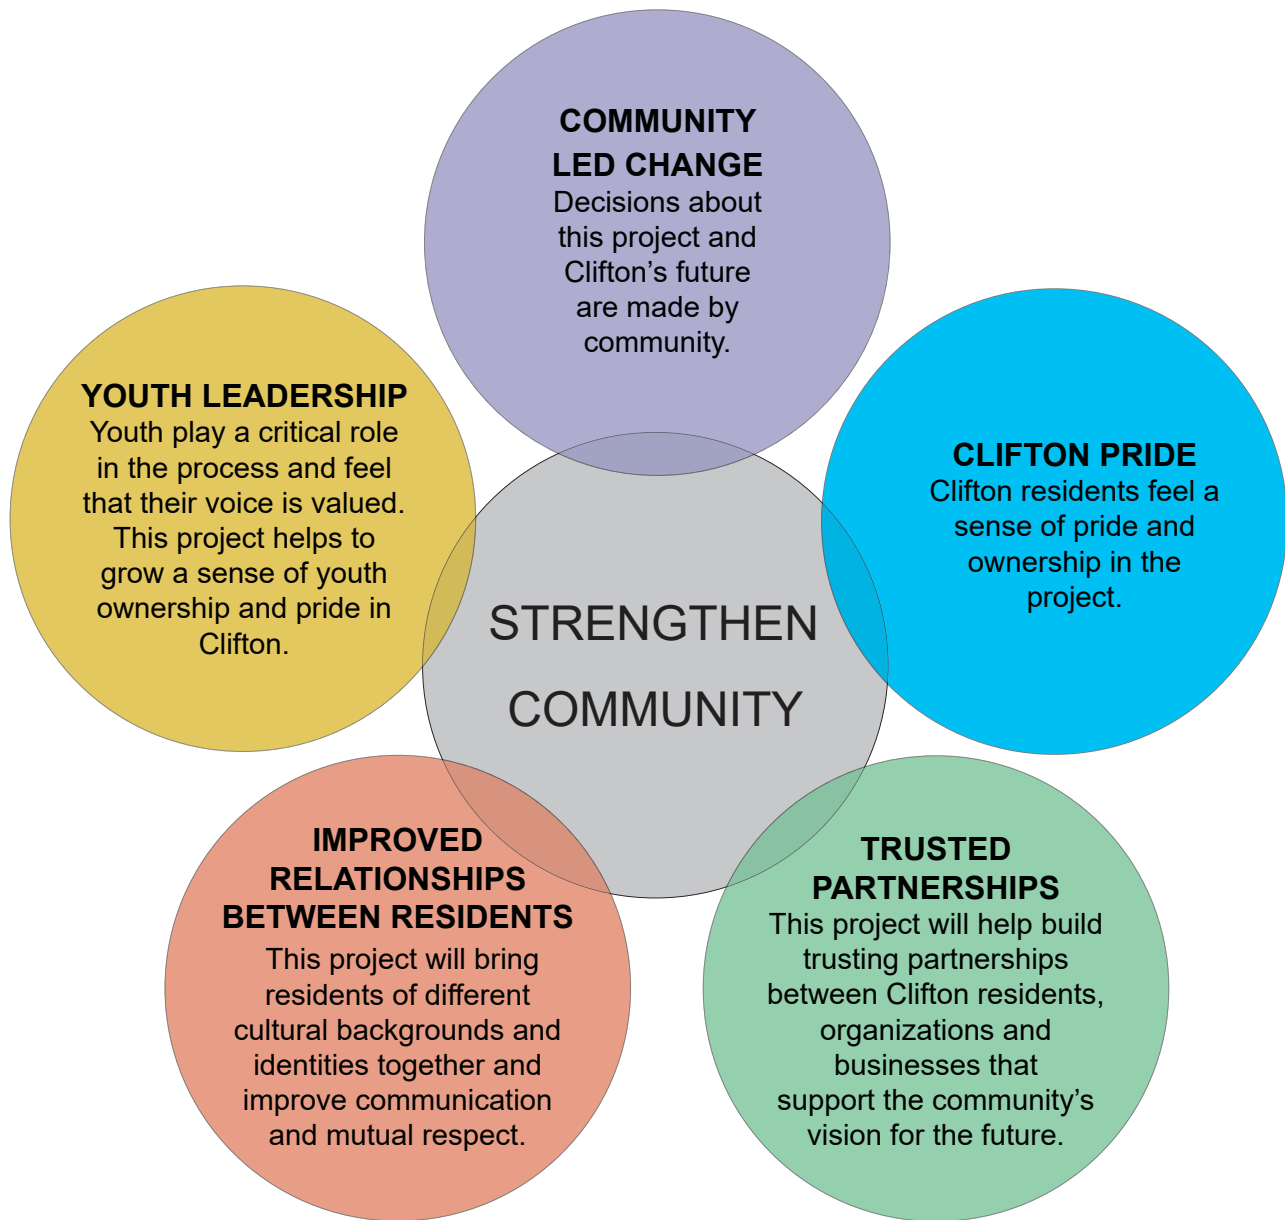 COMMUNITY
LED CHANGE
Decisions about
this project and
Clifton’s future
are made by
community.
YOUTH LEADERSHIP
Youth play a critical role
in the process and feel
that their voice is valued.
This project helps to
grow a sense of youth
ownership and pride in
Clifton.
CLIFTON PRIDE
Clifton residents feel a
sense of pride and
ownership in the
project.
STRENGTHEN
COMMUNITY
IMPROVED
RELATIONSHIPS
BETWEEN RESIDENTS
This project will bring
residents of different
cultural backgrounds and
identities together and
improve communication
and mutual respect.
TRUSTED
PARTNERSHIPS
This project will help build
trusting partnerships
between Clifton residents,
organizations and
businesses that
support the community’s
vision for the future.